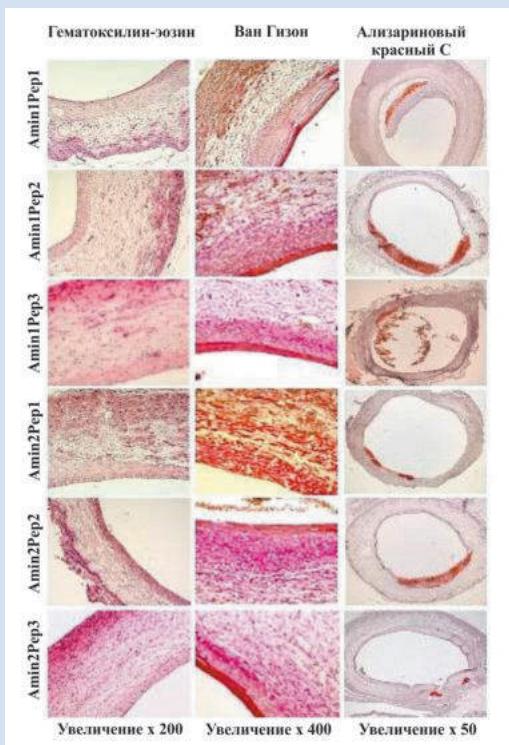 Гематоксилин-эозин
Ван Гизон
Ализариновый
красный С
Amin1Pep1
Amin1Pep2
Amin1Pep3
Amin2Pep1
Amin2Pep2
Amin2Pep3
Увеличение x 200
Увеличение x 400
Увеличение x 50